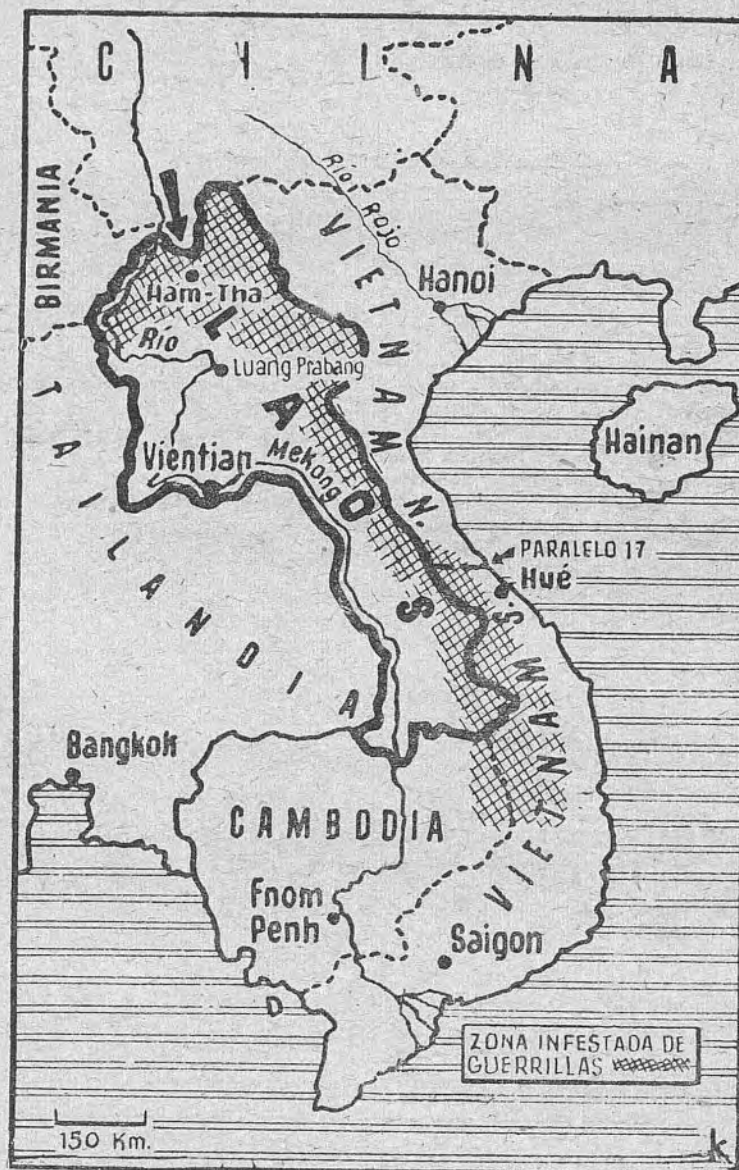 CHINA
BIRMANIA
Río Rojo
VIETNAM N.
Hanoi
Ham-Tha
LAOS
Río
Luang Prabang
Mekong
Vientian
TAILANDIA
Hainan
PARALELO 17
Hué
S. VIETNAM
Bangkok
CAMBODIA
Fnom
Penh
Saigon
D
ZONA INFESTADA DE
GUERRILLAS
150 Km.
k